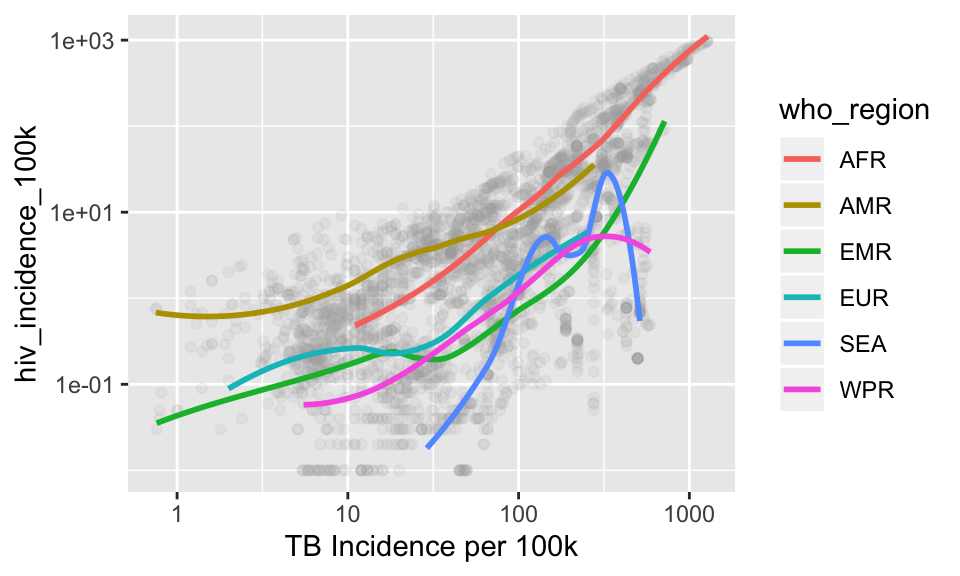 1e+03
1e+01
1e-01
hiv_incidence_100k
1
10
100
1000
TB Incidence per 100k
who_region
AFR
AMR
EMR
EUR
SEA
WPR